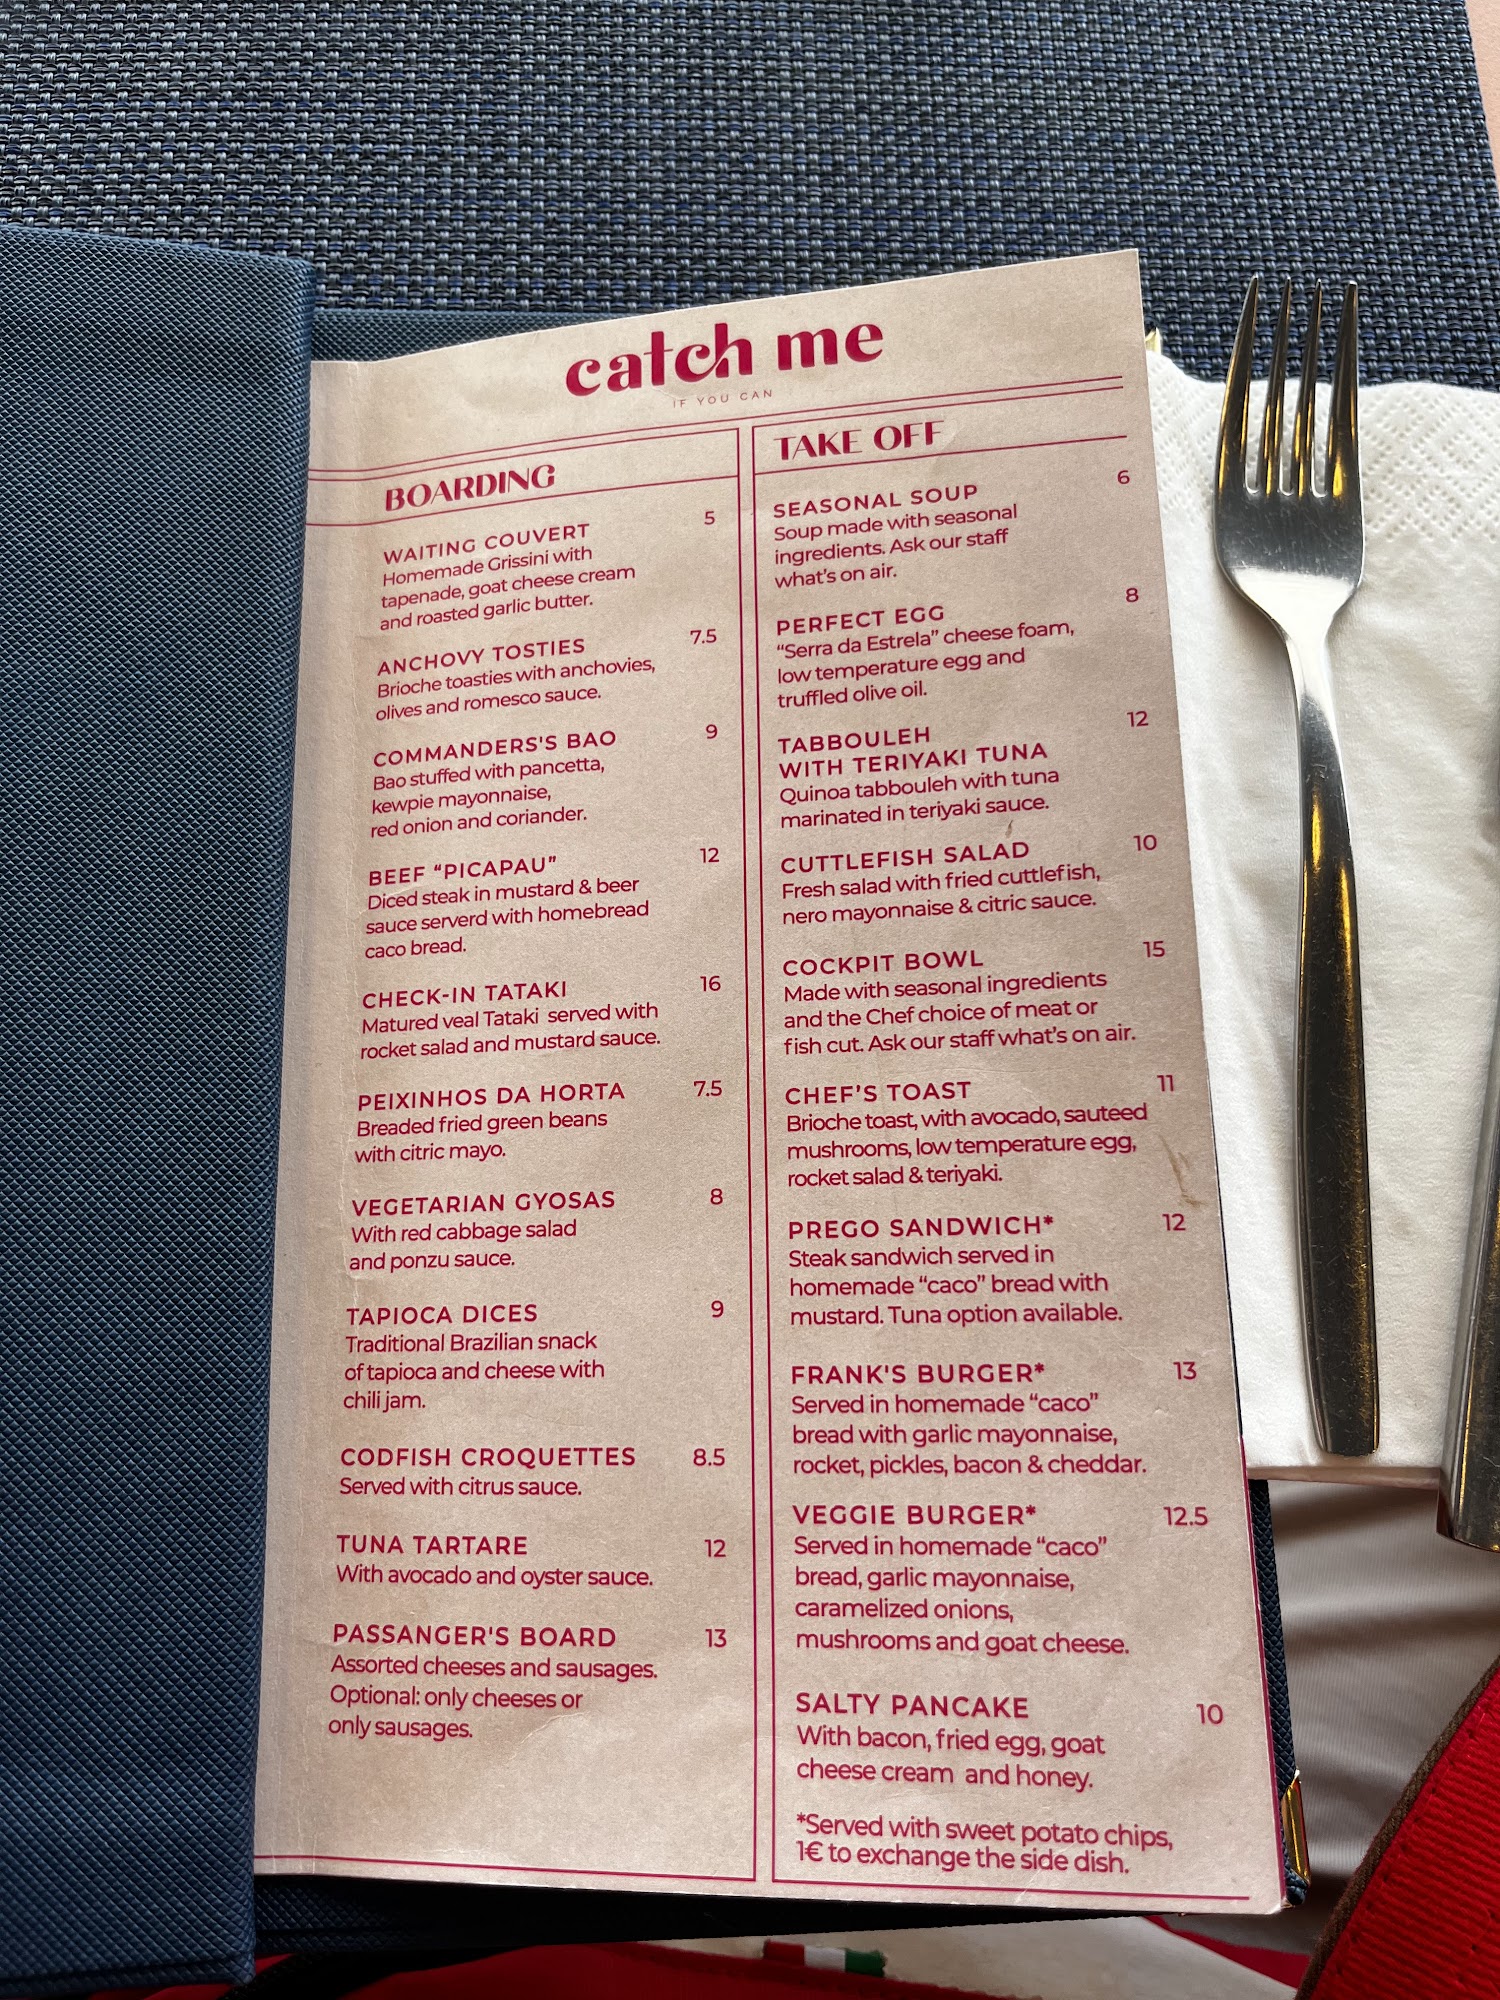 catch me
IF YOU CAN
BOARDING
WAITING COUVERT 5
Homemade Grissini with
tapenade, goat cheese cream
and roasted garlic butter.
ANCHOVY TOSTIES 7.5
Brioche toasties with anchovies,
olives and romesco sauce.
COMMANDERS'S BAO 9
Bao stuffed with pancetta,
kewpie mayonnaise,
red onion and coriander.
BEEF "PICAPAU" 12
Diced steak in mustard & beer
sauce serverd with homebread
caco bread.
CHECK-IN TATAKI 16
Matured veal Tataki served with
rocket salad and mustard sauce.
PEIXINHOS DA HORTA 7.5
Breaded fried green beans
with citric mayo.
VEGETARIAN GYOSAS 8
With red cabbage salad
and ponzu sauce.
TAPIOCA DICES 9
Traditional Brazilian snack
of tapioca and cheese with
chili jam.
CODFISH CROQUETTES 8.5
Served with citrus sauce.
TUNA TARTARE 12
With avocado and oyster sauce.
PASSANGER'S BOARD 13
Assorted cheeses and sausages.
Optional: only cheeses or
only sausages.
TAKE OFF
SEASONAL SOUP 6
Soup made with seasonal
ingredients. Ask our staff
what's on air.
PERFECT EGG 8
"Serra da Estrela" cheese foam,
low temperature egg and
truffled olive oil.
TABBOULEH 12
WITH TERIYAKI TUNA
Quinoa tabbouleh with tuna
marinated in teriyaki sauce.
CUTTLEFISH SALAD 10
Fresh salad with fried cuttlefish,
nero mayonnaise & citric sauce.
COCKPIT BOWL 15
Made with seasonal ingredients
and the Chef choice of meat or
fish cut. Ask our staff what's on air.
CHEF'S TOAST 11
Brioche toast, with avocado, sauteed
mushrooms, low temperature egg,
rocket salad & teriyaki.
PREGO SANDWICH* 12
Steak sandwich served in
homemade "caco" bread with
mustard. Tuna option available.
FRANK'S BURGER* 13
Served in homemade "caco"
bread with garlic mayonnaise,
rocket, pickles, bacon & cheddar.
VEGGIE BURGER* 12.5
Served in homemade "caco"
bread, garlic mayonnaise,
caramelized onions,
mushrooms and goat cheese.
SALTY PANCAKE 10
With bacon, fried egg, goat
cheese cream and honey.
*Served with sweet potato chips,
1€ to exchange the side dish.